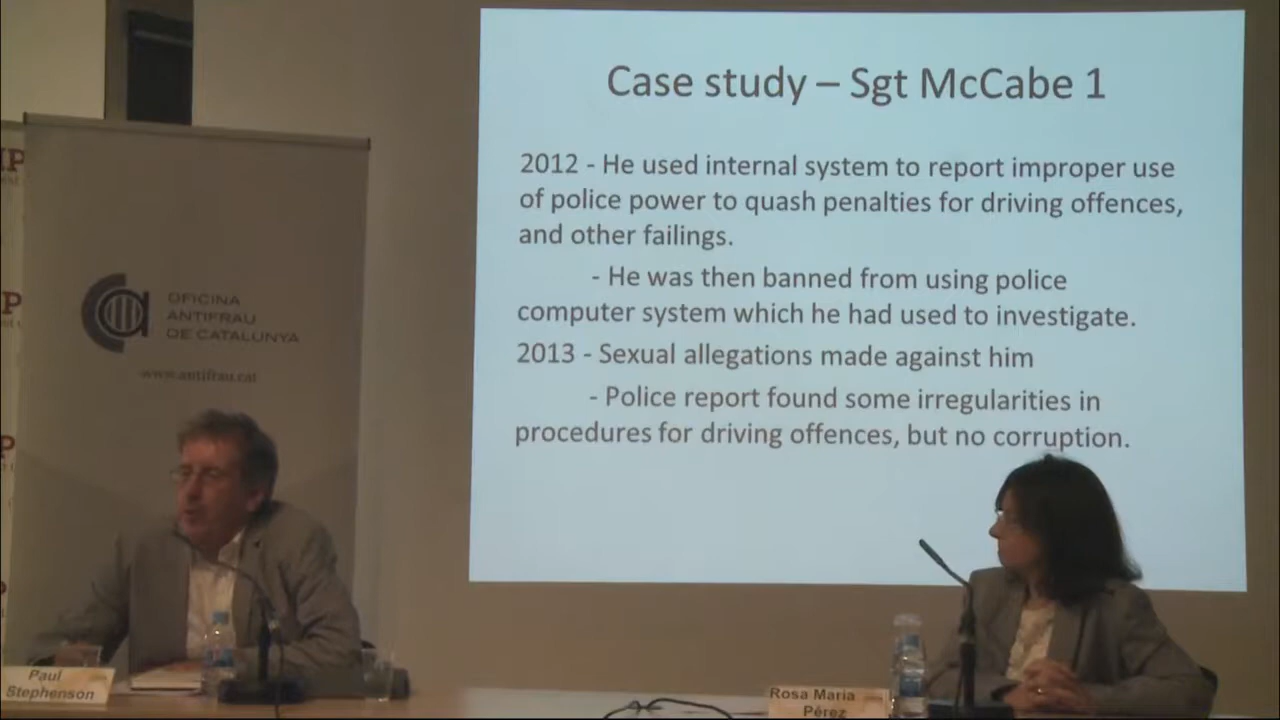 Case study – Sgt McCabe 1
2012 - He used internal system to report improper use
of police power to quash penalties for driving offences,
and other failings.
- He was then banned from using police
computer system which he had used to investigate.
2013 - Sexual allegations made against him
- Police report found some irregularities in
procedures for driving offences, but no corruption.
OFICINA
ANTIFRAU
DE CATALUNYA
www.antifrau.cat
Paul
Stephenson
Rosa María
Pérez